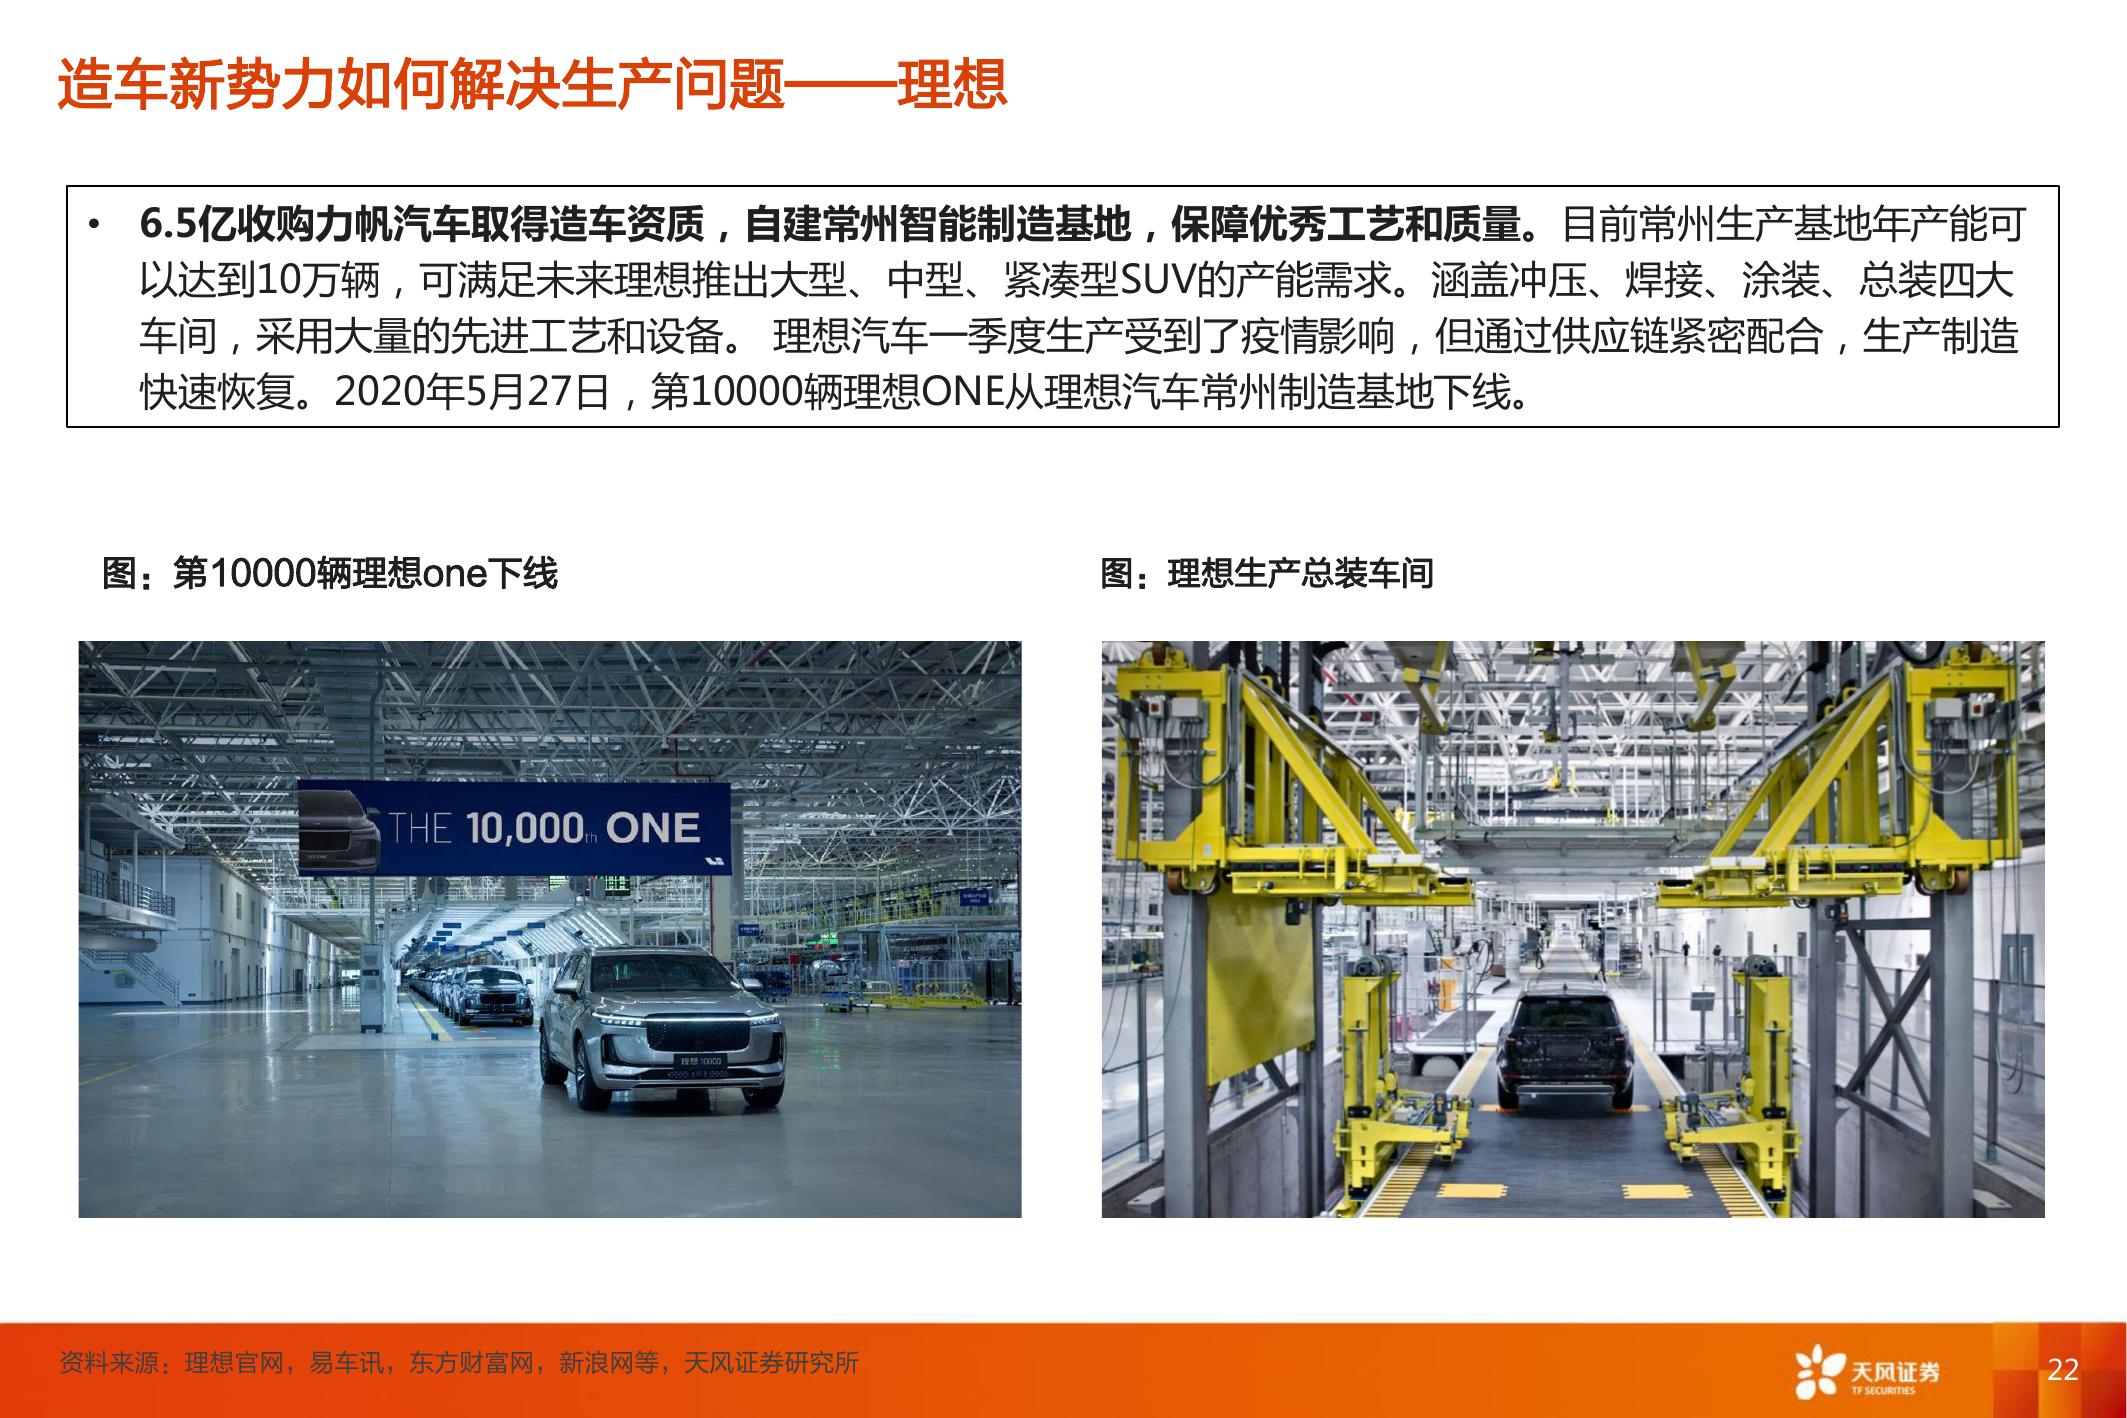 造车新势力如何解决生产问题——理想
• 6.5亿收购力帆汽车取得造车资质，自建常州智能制造基地，保障优秀工艺和质量。目前常州生产基地年产能可
以达到10万辆，可满足未来理想推出大型、中型、紧凑型SUV的产能需求。涵盖冲压、焊接、涂装、总装四大
车间，采用大量的先进工艺和设备。 理想汽车一季度生产受到了疫情影响，但通过供应链紧密配合，生产制造
快速恢复。2020年5月27日，第10000辆理想ONE从理想汽车常州制造基地下线。
图：第10000辆理想one下线
图：理想生产总装车间
THE 10,000th ONE
理想 10000
资料来源：理想官网，易车讯，东方财富网，新浪网等，天风证券研究所
天风证券
TF SECURITIES
22